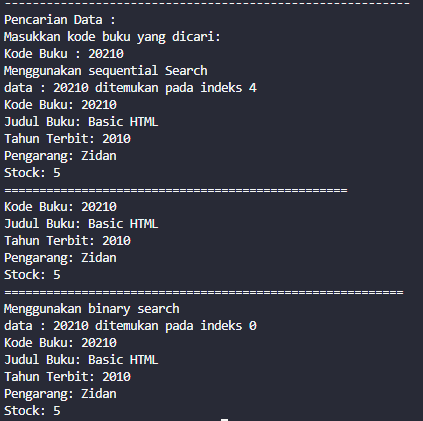 ----------------------------------------------------------
Pencarian Data :
Masukkan kode buku yang dicari:
Kode Buku : 20210
Menggunakan sequential Search
data : 20210 ditemukan pada indeks 4
Kode Buku: 20210
Judul Buku: Basic HTML
Tahun Terbit: 2010
Pengarang: Zidan
Stock: 5
=================================================
Kode Buku: 20210
Judul Buku: Basic HTML
Tahun Terbit: 2010
Pengarang: Zidan
Stock: 5
=========================================================
Menggunakan binary search
data : 20210 ditemukan pada indeks 0
Kode Buku: 20210
Judul Buku: Basic HTML
Tahun Terbit: 2010
Pengarang: Zidan
Stock: 5